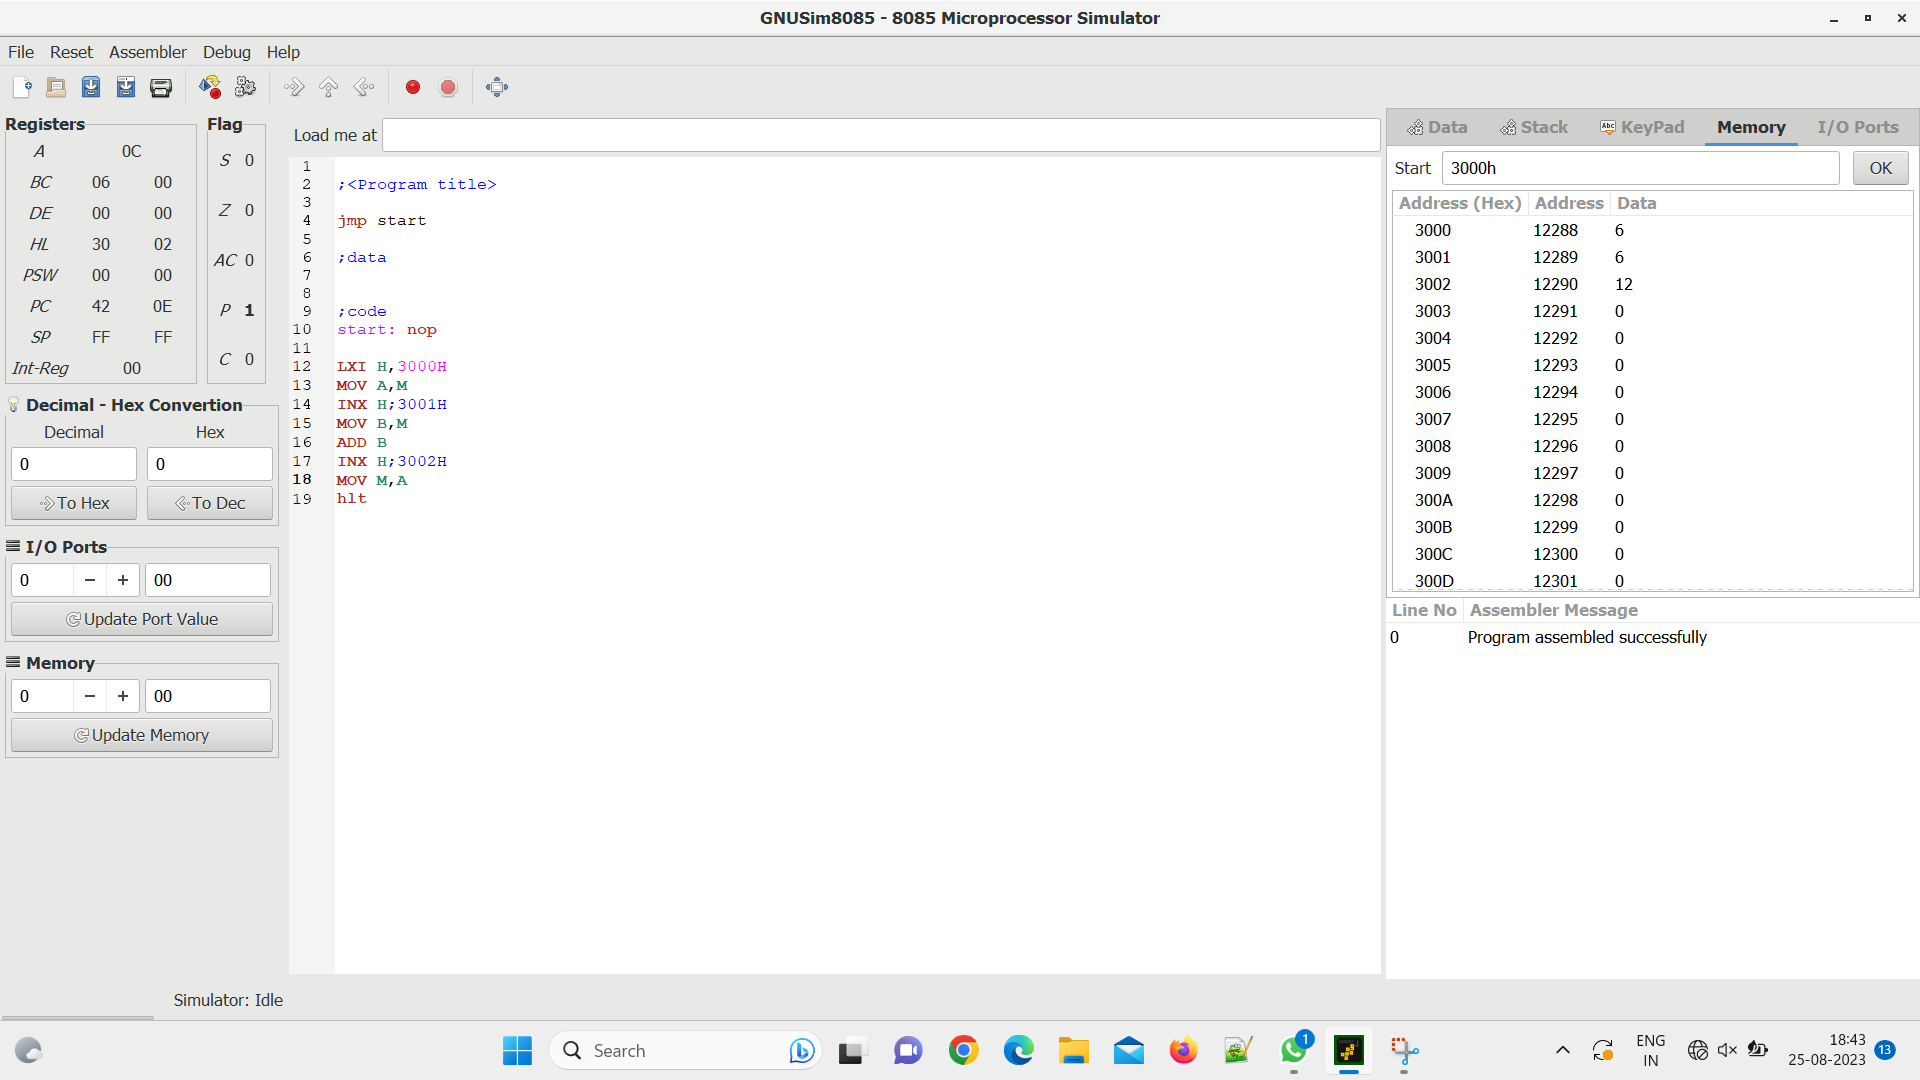 GNUSim8085 - 8085 Microprocessor Simulator
File Reset Assembler Debug Help
Registers
A 0C
BC 06 00
DE 00 00
HL 30 02
PSW 00 00
PC 42 0E
SP FF FF
Int-Reg 00
Flag
S 0
Z 0
AC 0
P 1
C 0
Decimal - Hex Convertion
Decimal Hex
0 0
To Hex To Dec
I/O Ports
0 − + 00
Update Port Value
Memory
0 − + 00
Update Memory
Load me at
1
2 ;<Program title>
3
4 jmp start
5
6 ;data
7
8
9 ;code
10 start: nop
11
12 LXI H,3000H
13 MOV A,M
14 INX H;3001H
15 MOV B,M
16 ADD B
17 INX H;3002H
18 MOV M,A
19 hlt
Data Stack Abc KeyPad Memory I/O Ports
Start 3000h OK
Address (Hex) Address Data
3000 12288 6
3001 12289 6
3002 12290 12
3003 12291 0
3004 12292 0
3005 12293 0
3006 12294 0
3007 12295 0
3008 12296 0
3009 12297 0
300A 12298 0
300B 12299 0
300C 12300 0
300D 12301 0
Line No Assembler Message
0 Program assembled successfully
Simulator: Idle
Search
1
ENG
IN
18:43
25-08-2023
13